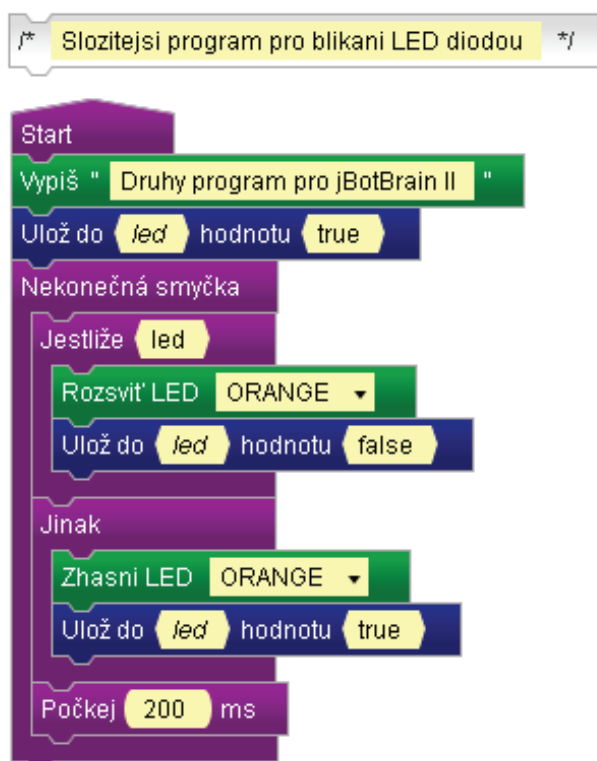 /* Slozitejsi program pro blikani LED diodou */
Start
Vypiš " Druhy program pro jBotBrain II "
Ulož do led hodnotu true
Nekonečná smyčka
Jestliže led
Rozsviť LED ORANGE
Ulož do led hodnotu false
Jinak
Zhasni LED ORANGE
Ulož do led hodnotu true
Počkej 200 ms